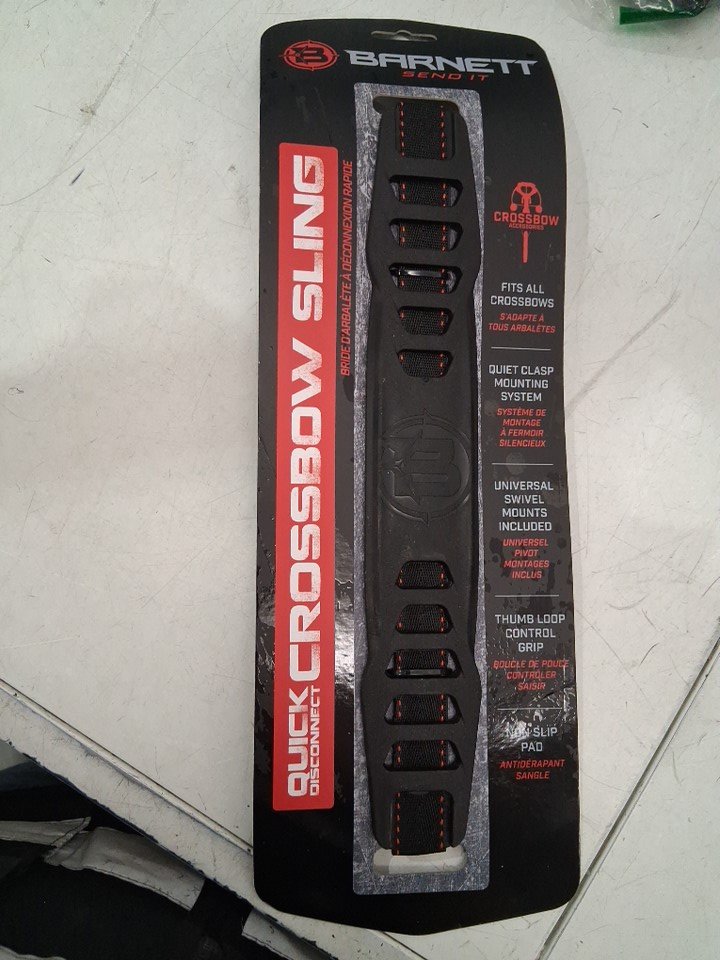 BARNETT
SEND IT
QUICK
DISCONNECT
CROSSBOW SLING
BRIDE D'ARBALÈTE À DÉCONNEXION RAPIDE
CROSSBOW
ACCESSORIES
FITS ALL
CROSSBOWS
S'ADAPTE À
TOUS ARBALÈTES
QUIET CLASP
MOUNTING
SYSTEM
SYSTÈME DE
MONTAGE
À FERMOIR
SILENCIEUX
UNIVERSAL
SWIVEL
MOUNTS
INCLUDED
UNIVERSEL
PIVOT
MONTAGES
INCLUS
THUMB LOOP
CONTROL
GRIP
BOUCLE DE POUCE
CONTRÔLER
SAISIR
NON SLIP
PAD
ANTIDÉRAPANT
SANGLE